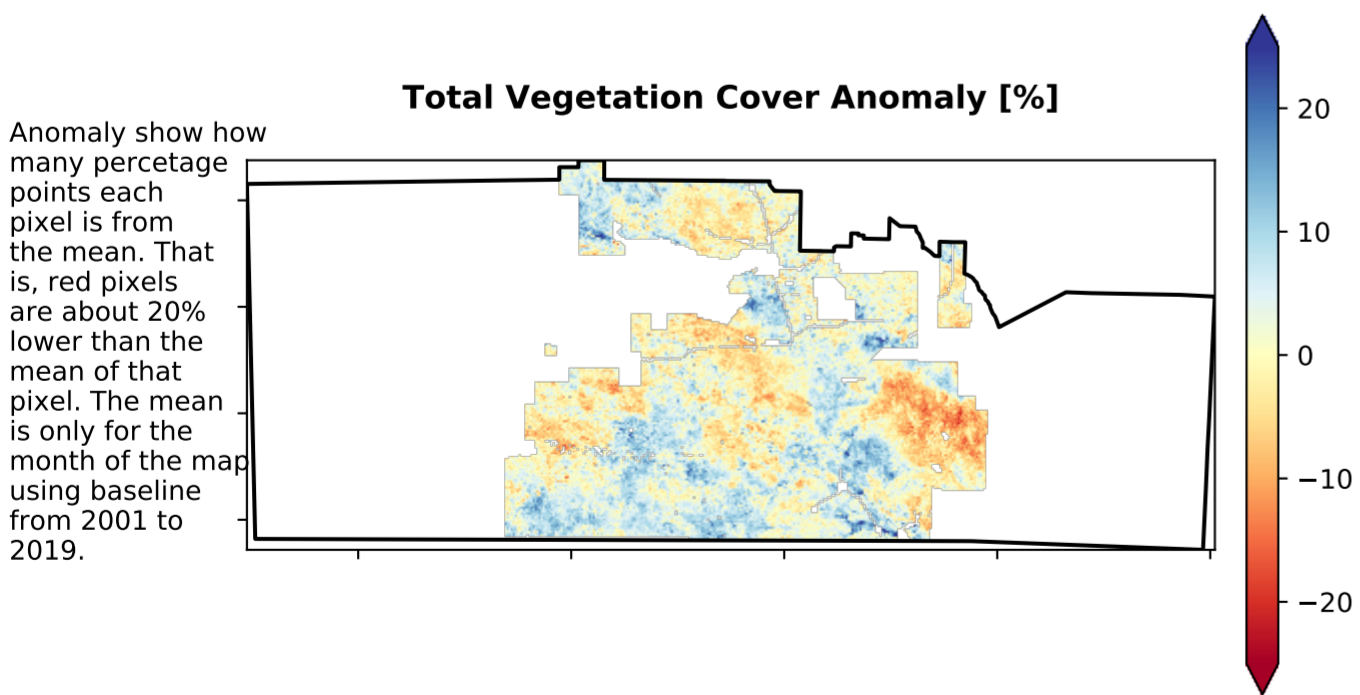 Total Vegetation Cover Anomaly [%]
Anomaly show how
many percetage
points each
pixel is from
the mean. That
is, red pixels
are about 20%
lower than the
mean of that
pixel. The mean
is only for the
month of the map
using baseline
from 2001 to
2019.
20
10
0
−10
−20